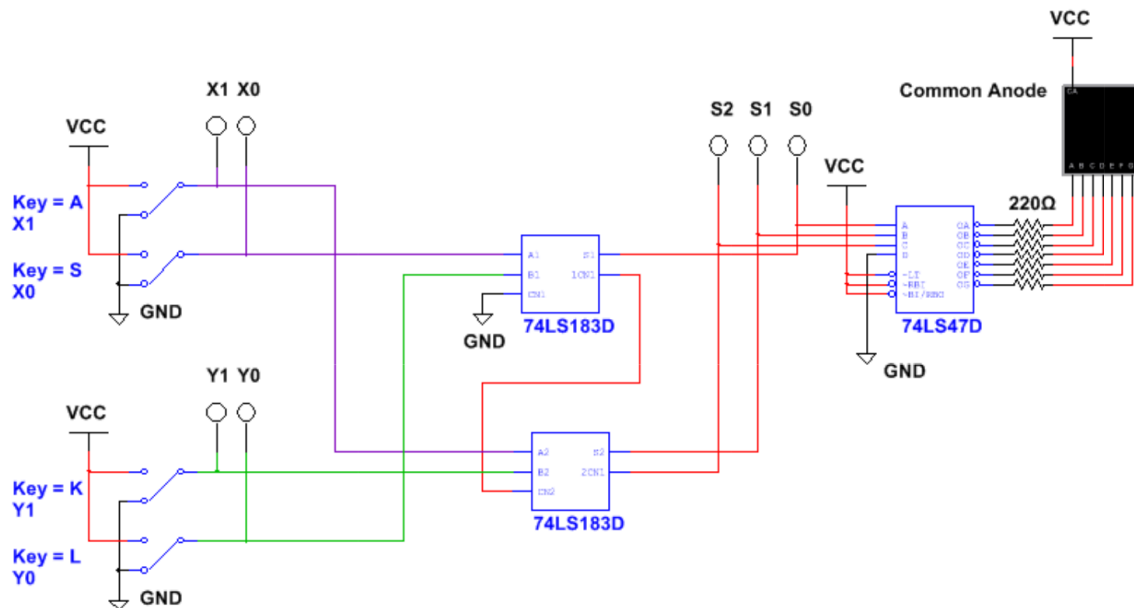 VCC
Common Anode
CA
A B C D E F G
X1 X0
S2 S1 S0
VCC
VCC
Key = A
X1
Key = S
X0
GND
A1
B1
CN1
S1
1CN1
74LS183D
GND
220Ω
A
B
C
D
~LT
~RBI
~BI/RBO
OA
OB
OC
OD
OE
OF
OG
74LS47D
GND
Y1 Y0
VCC
Key = K
Y1
Key = L
Y0
GND
A2
B2
CN2
S2
2CN1
74LS183D